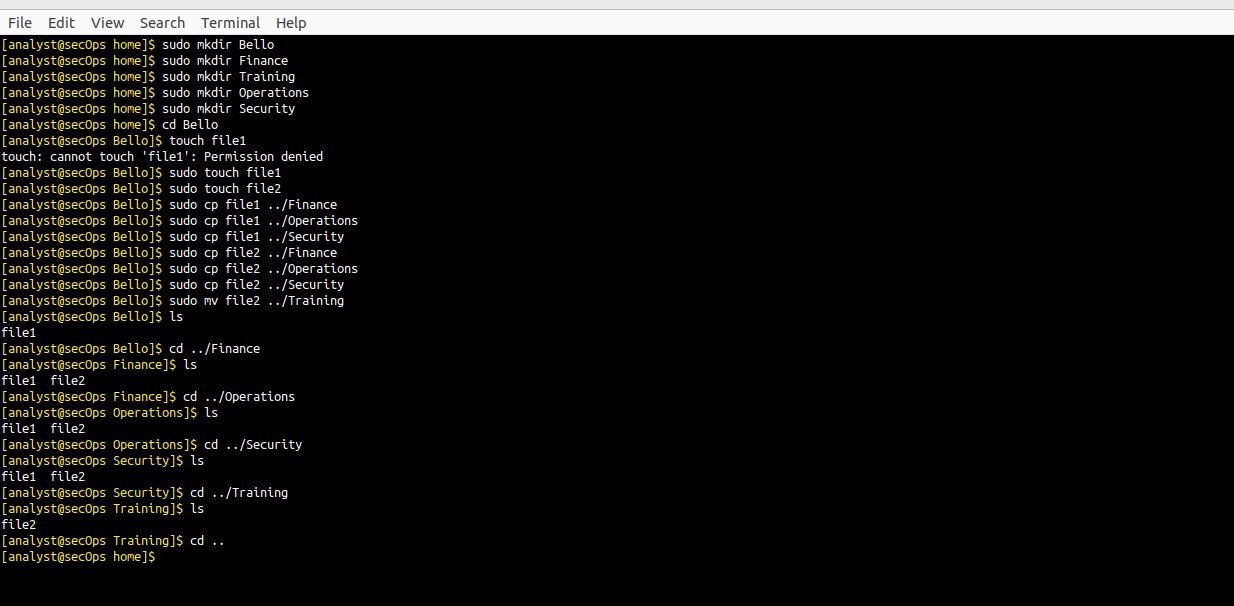 File Edit View Search Terminal Help
[analyst@secOps home]$ sudo mkdir Bello
[analyst@secOps home]$ sudo mkdir Finance
[analyst@secOps home]$ sudo mkdir Training
[analyst@secOps home]$ sudo mkdir Operations
[analyst@secOps home]$ sudo mkdir Security
[analyst@secOps home]$ cd Bello
[analyst@secOps Bello]$ touch file1
touch: cannot touch 'file1': Permission denied
[analyst@secOps Bello]$ sudo touch file1
[analyst@secOps Bello]$ sudo touch file2
[analyst@secOps Bello]$ sudo cp file1 ../Finance
[analyst@secOps Bello]$ sudo cp file1 ../Operations
[analyst@secOps Bello]$ sudo cp file1 ../Security
[analyst@secOps Bello]$ sudo cp file2 ../Finance
[analyst@secOps Bello]$ sudo cp file2 ../Operations
[analyst@secOps Bello]$ sudo cp file2 ../Security
[analyst@secOps Bello]$ sudo mv file2 ../Training
[analyst@secOps Bello]$ ls
file1
[analyst@secOps Bello]$ cd ../Finance
[analyst@secOps Finance]$ ls
file1  file2
[analyst@secOps Finance]$ cd ../Operations
[analyst@secOps Operations]$ ls
file1  file2
[analyst@secOps Operations]$ cd ../Security
[analyst@secOps Security]$ ls
file1  file2
[analyst@secOps Security]$ cd ../Training
[analyst@secOps Training]$ ls
file2
[analyst@secOps Training]$ cd ..
[analyst@secOps home]$